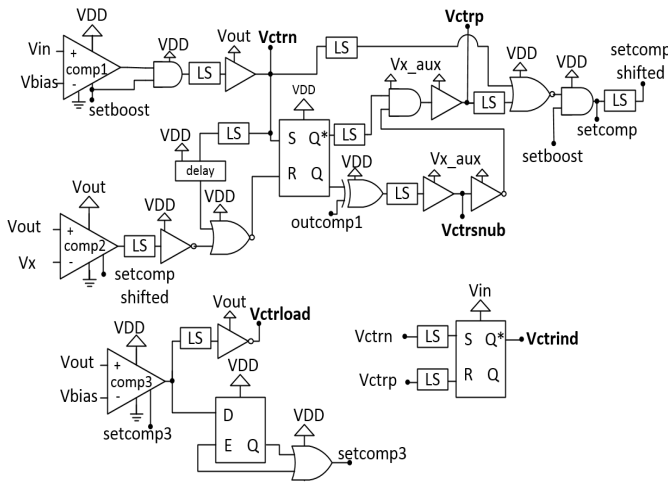 VDD
Vin
Vbias
+
-
comp1
setboost
VDD
LS
Vout
Vctrn
LS
Vctrp
Vx_aux
LS
VDD
VDD
setcomp
shifted
LS
setcomp
setboost
VDD
S Q*
R Q
LS
LS
VDD
delay
VDD
outcomp1
LS
Vx_aux
Vctrsnub
Vout
Vout
Vx
+
-
comp2
LS
VDD
setcomp
shifted
VDD
Vout
Vbias
+
-
comp3
setcomp3
LS
Vout
Vctrload
VDD
D
E Q
VDD
setcomp3
Vin
Vctrn
LS
S Q*
Vctrind
Vctrp
LS
R Q